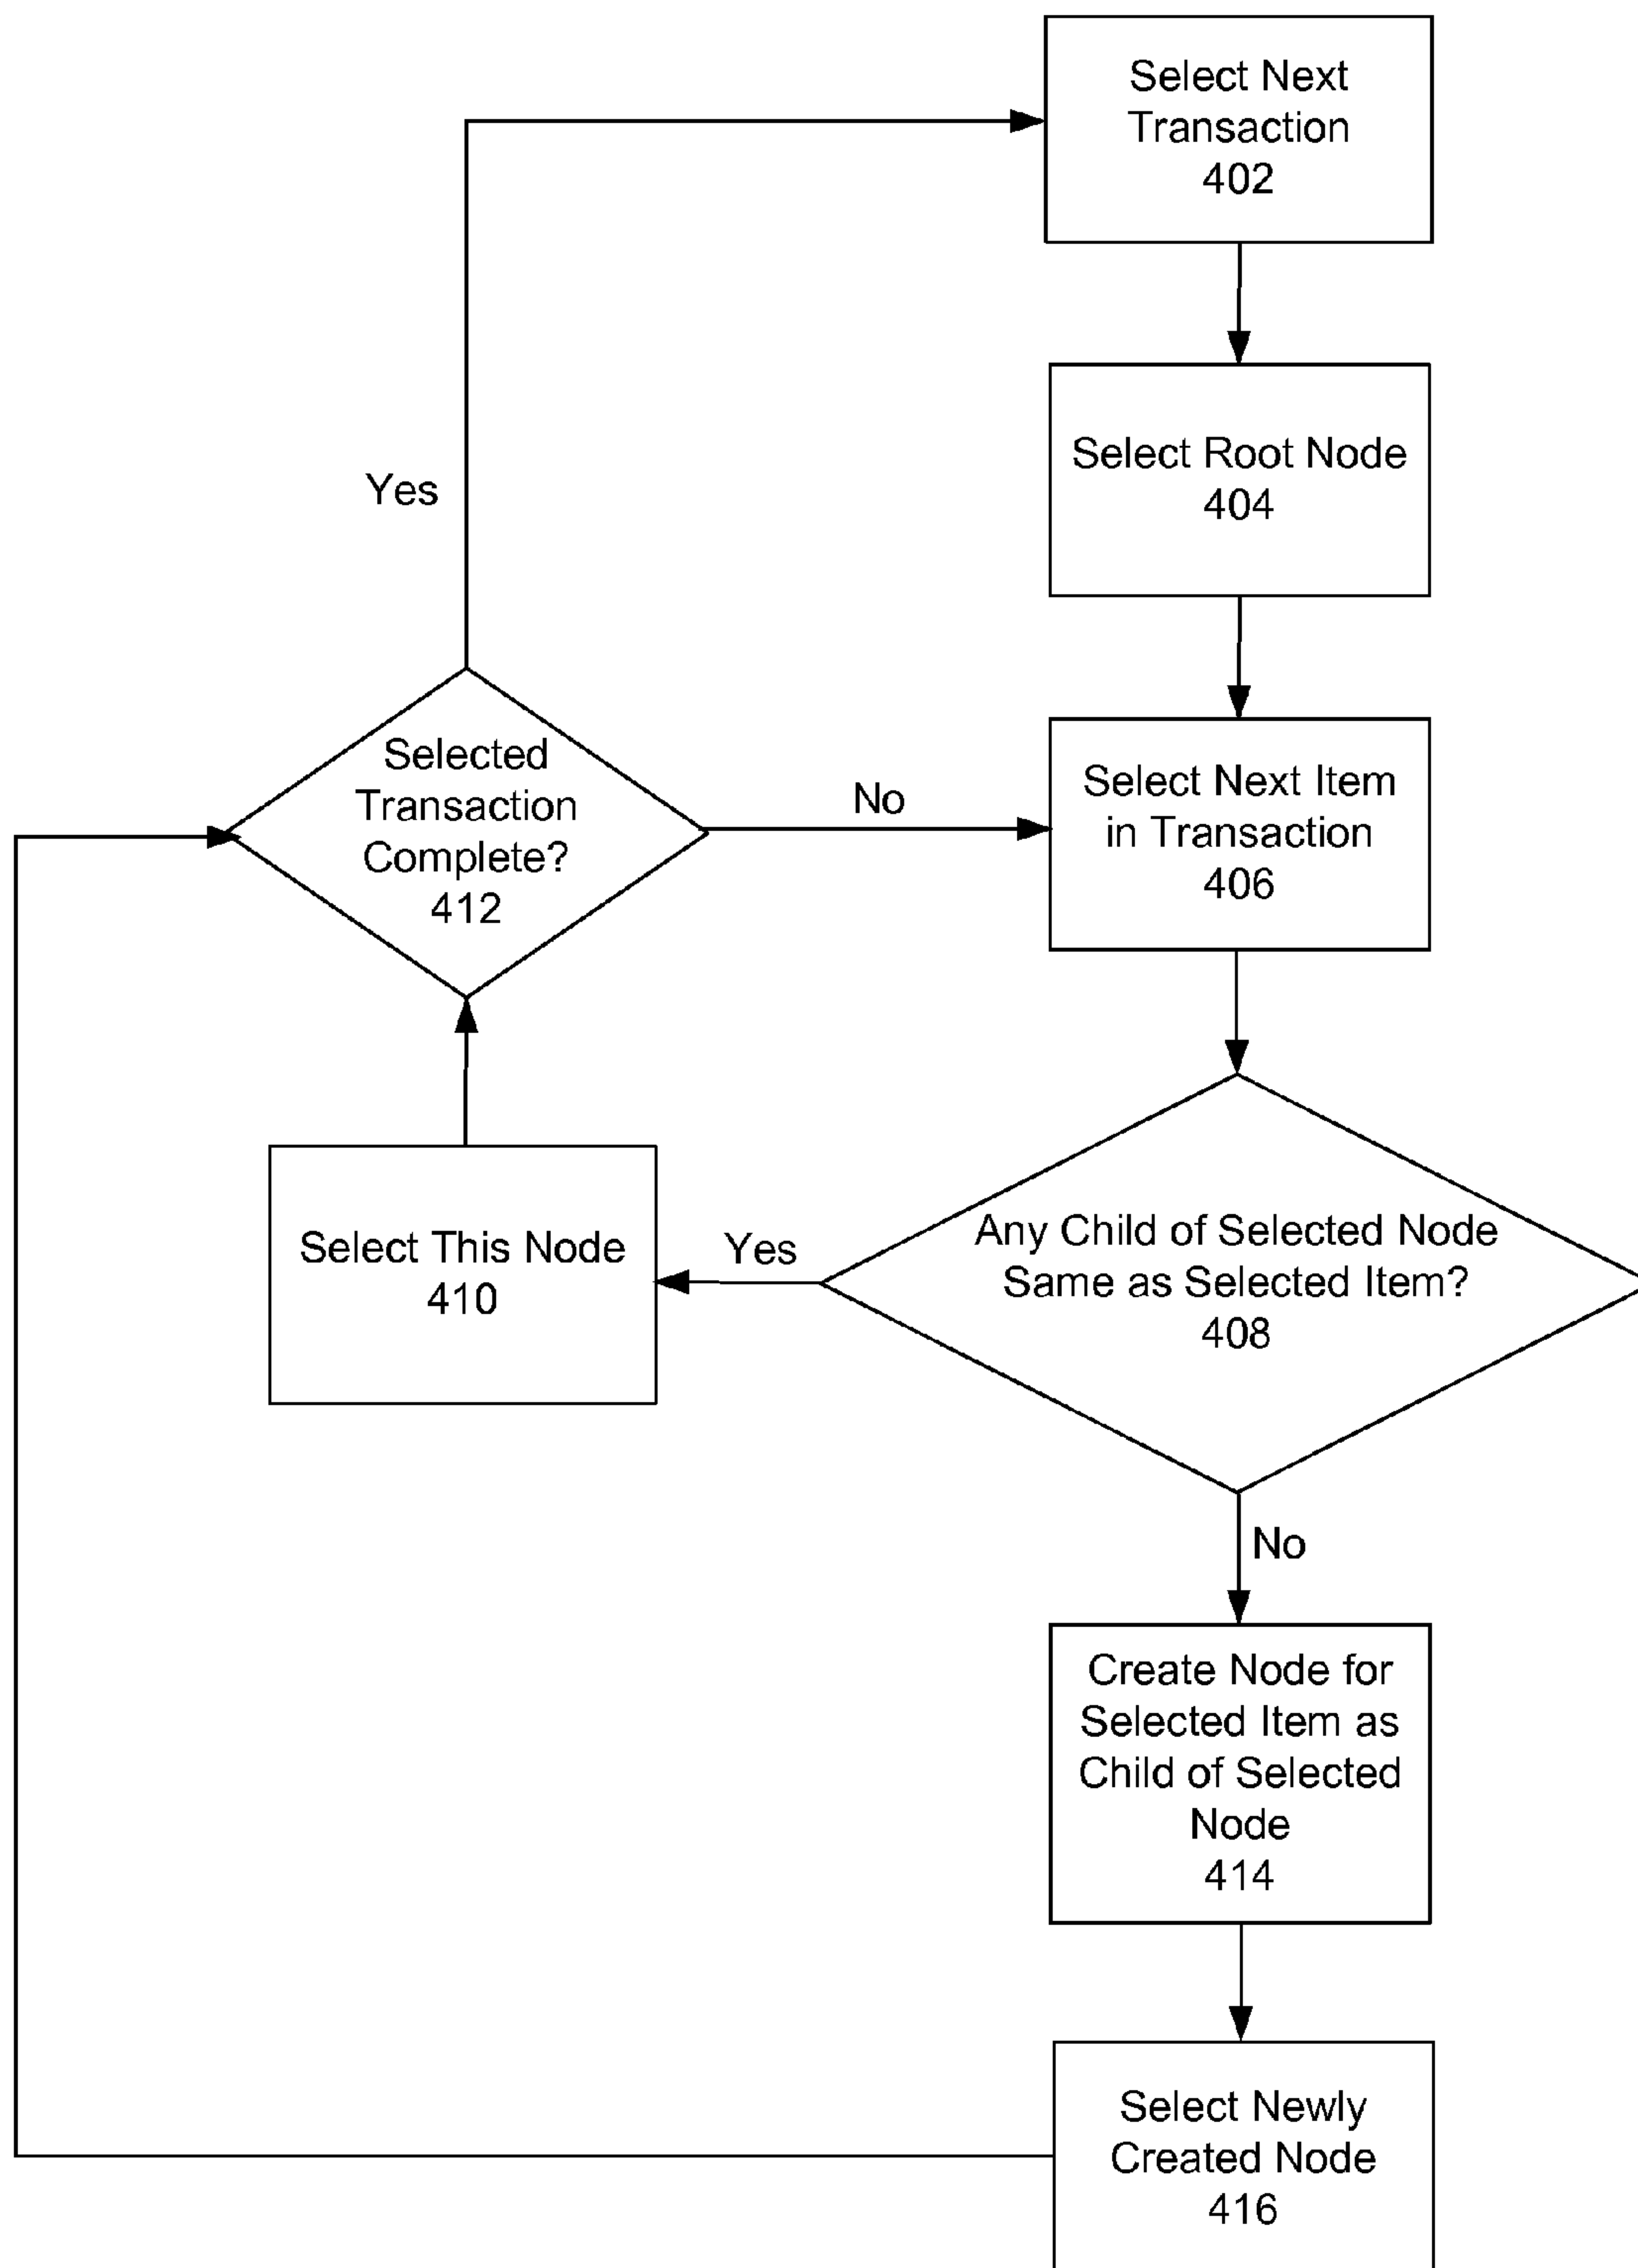 Select Next
Transaction
402
Select Root Node
404
Yes
Selected
Transaction
Complete?
412
No
Select Next Item
in Transaction
406
Select This Node
410
Yes
Any Child of Selected Node
Same as Selected Item?
408
No
Create Node for
Selected Item as
Child of Selected
Node
414
Select Newly
Created Node
416